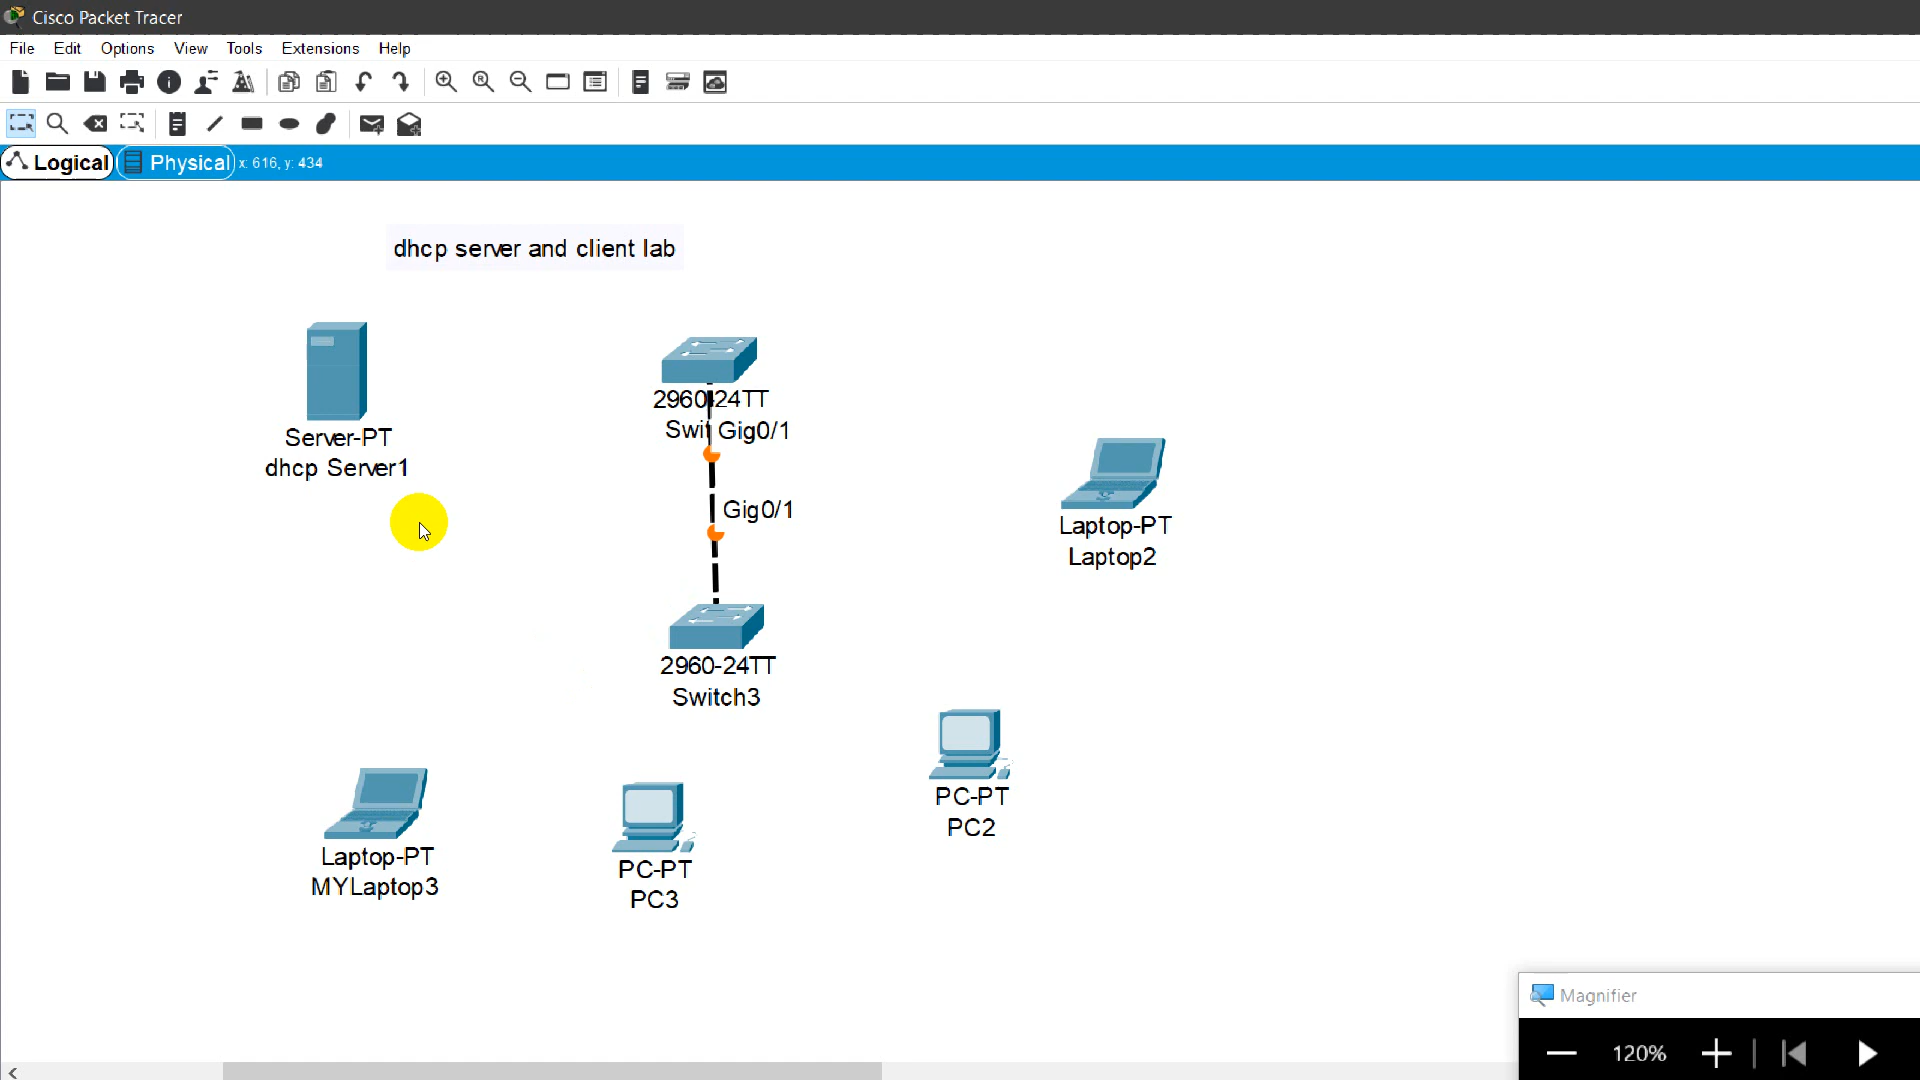 Cisco Packet Tracer
File Edit Options View Tools Extensions Help
Logical Physical x: 616, y: 434
dhcp server and client lab
Server-PT
dhcp Server1
2960-24TT
Gig0/1
Gig0/1
Laptop-PT
Laptop2
2960-24TT
Switch3
PC-PT
PC2
Laptop-PT
MYLaptop3
PC-PT
PC3
Magnifier
120%